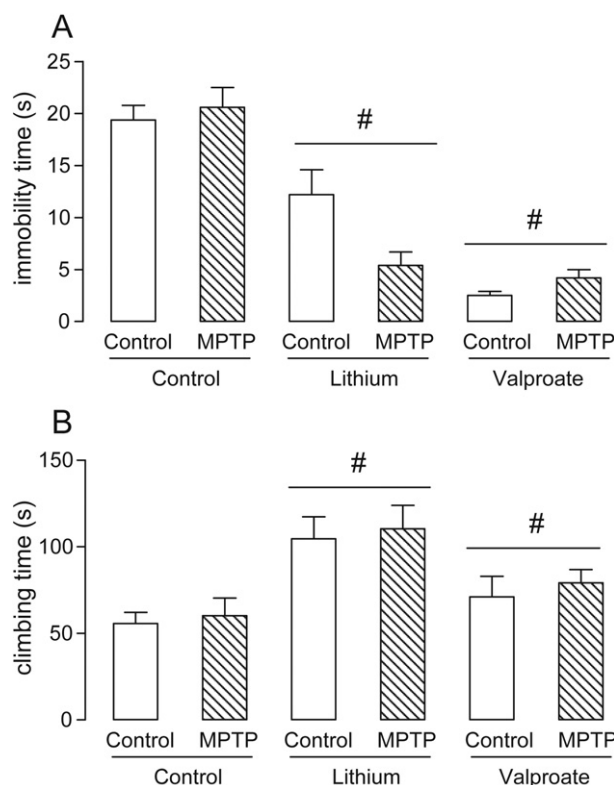 A
immobility time (s)
25
20
15
10
5
0
#
#
Control MPTP Control MPTP Control MPTP
Control Lithium Valproate
B
climbing time (s)
150
100
50
0
#
#
Control MPTP Control MPTP Control MPTP
Control Lithium Valproate